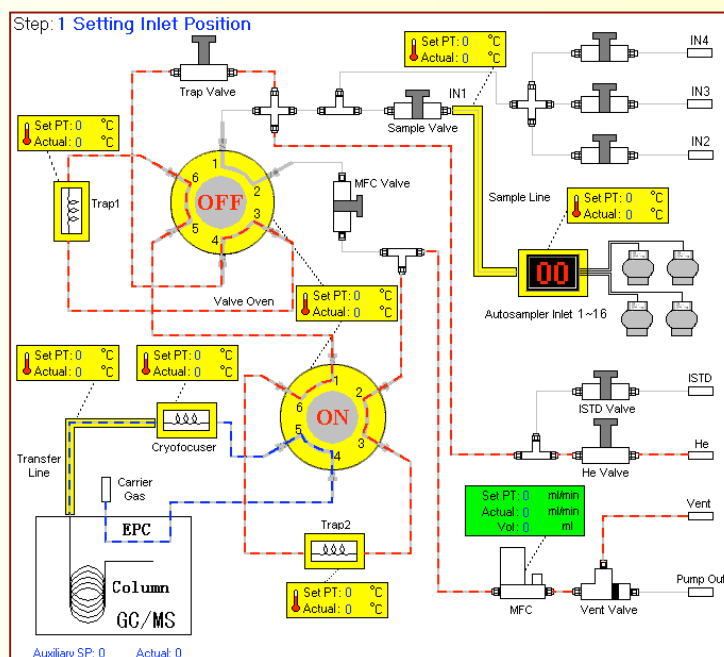 Step: 1 Setting Inlet Position
Set PT: 0 °C
Actual: 0 °C
IN4
Trap Valve
IN1
IN3
Sample Valve
Set PT: 0 °C
Actual: 0 °C
IN2
MFC Valve
Sample Line
Set PT: 0 °C
Actual: 0 °C
Trap1
1
2
3
4
5
6
OFF
00
Valve Oven
Set PT: 0 °C
Actual: 0 °C
Autosampler Inlet 1~16
Set PT: 0 °C
Actual: 0 °C
Set PT: 0 °C
Actual: 0 °C
1
2
3
4
5
6
ON
ISTD
ISTD Valve
Cryofocuser
Transfer
Line
He
He Valve
Carrier
Gas
Set PT: 0 ml/min
Actual: 0 ml/min
Vol: 0 ml
Vent
EPC
Trap2
Column
GC/MS
Set PT: 0 °C
Actual: 0 °C
Pump Out
MFC
Vent Valve
Auxiliary SP: 0 Actual: 0